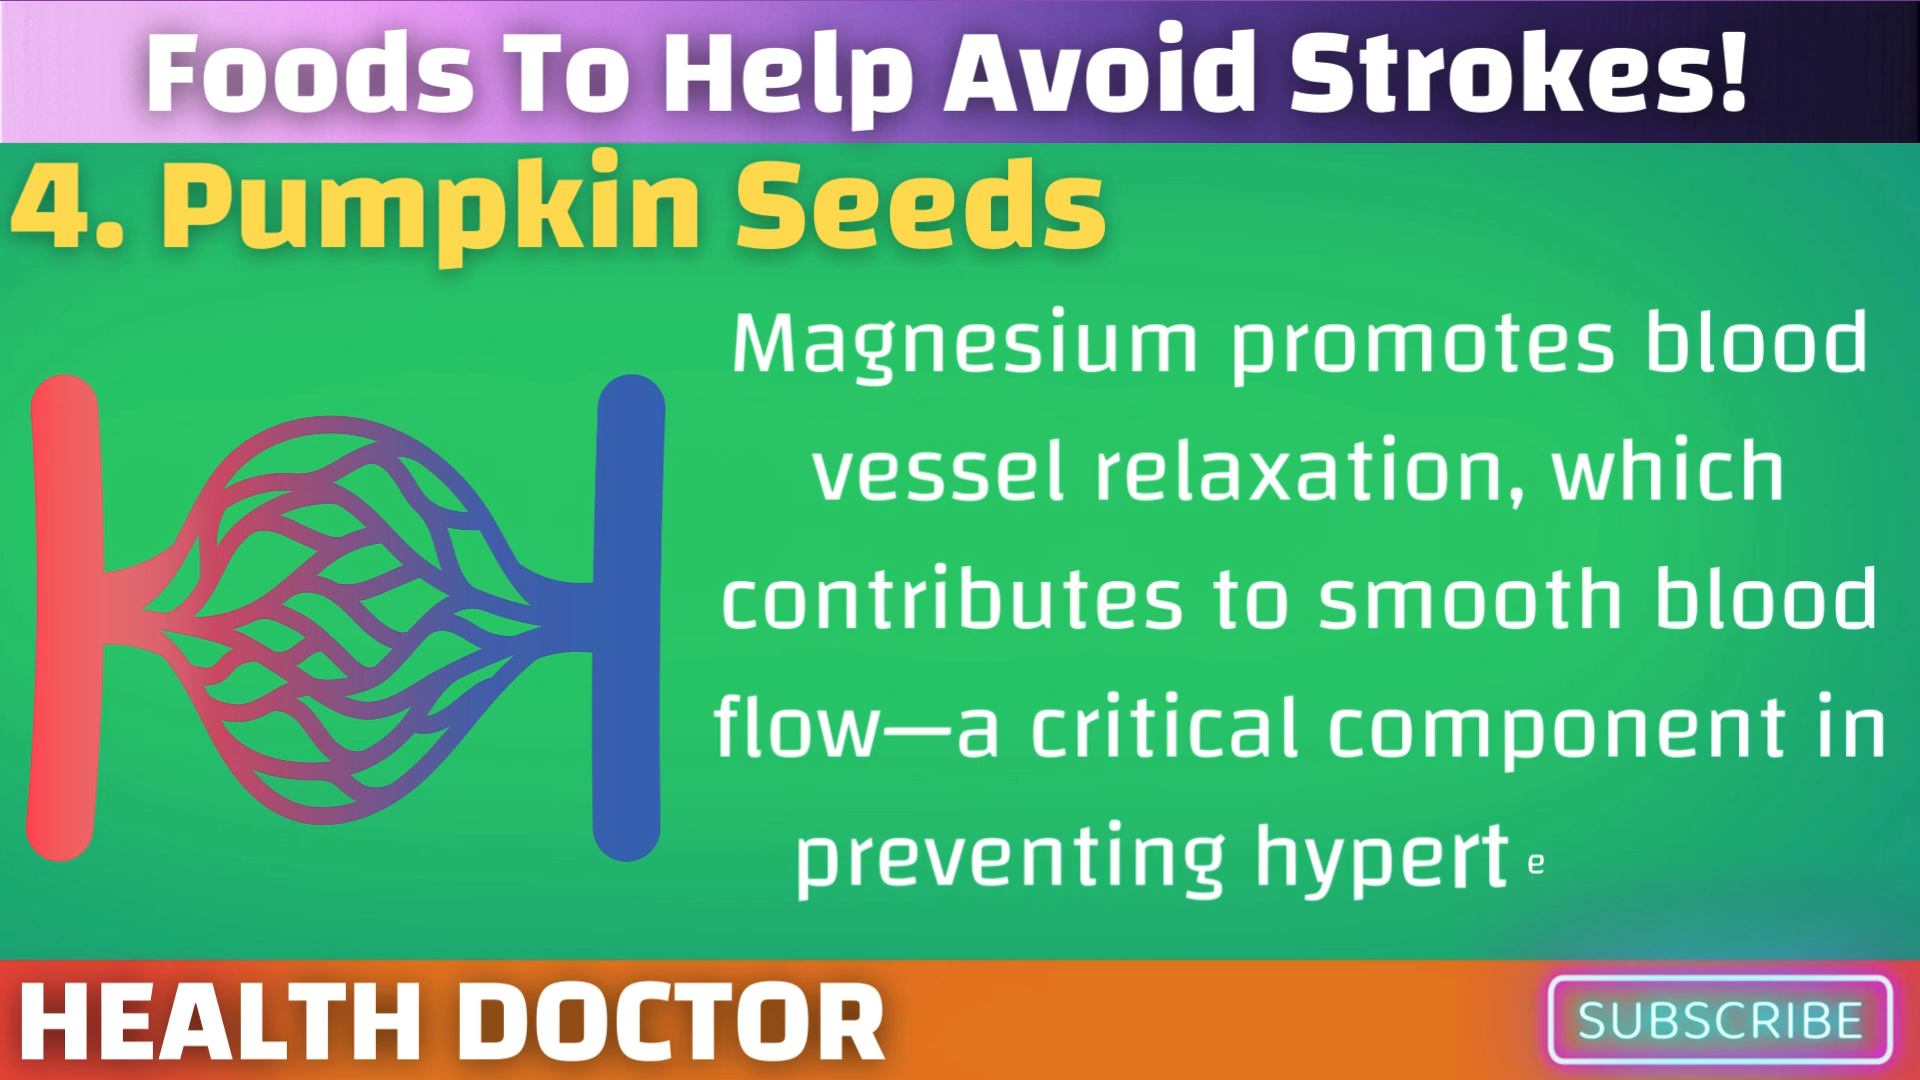 Foods To Help Avoid Strokes!
4. Pumpkin Seeds
Magnesium promotes blood
vessel relaxation, which
contributes to smooth blood
flow—a critical component in
preventing hyperte
HEALTH DOCTOR
SUBSCRIBE